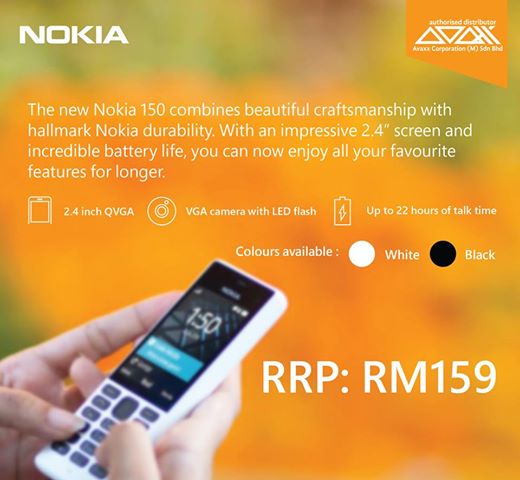 NOKIA
authorised distributor
AVAXX
Avaxx Corporation (M) Sdn Bhd
The new Nokia 150 combines beautiful craftsmanship with
hallmark Nokia durability. With an impressive 2.4” screen and
incredible battery life, you can now enjoy all your favourite
features for longer.
2.4 inch QVGA
VGA camera with LED flash
Up to 22 hours of talk time
Colours available :
White
Black
NOKIA
1:50
RRP: RM159